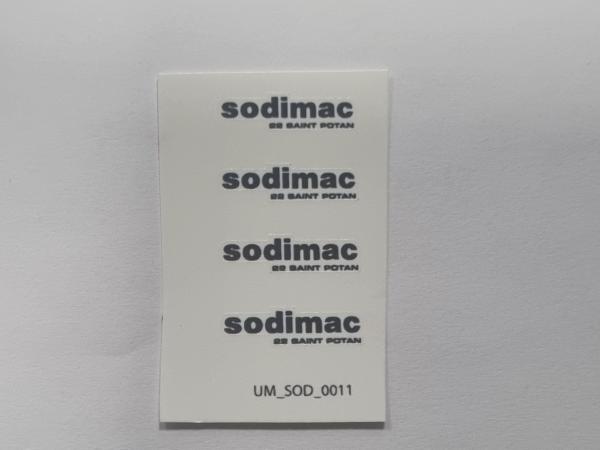 sodimac
22 SAINT POTAN
sodimac
22 SAINT POTAN
sodimac
22 SAINT POTAN
sodimac
22 SAINT POTAN
UM_SOD_0011